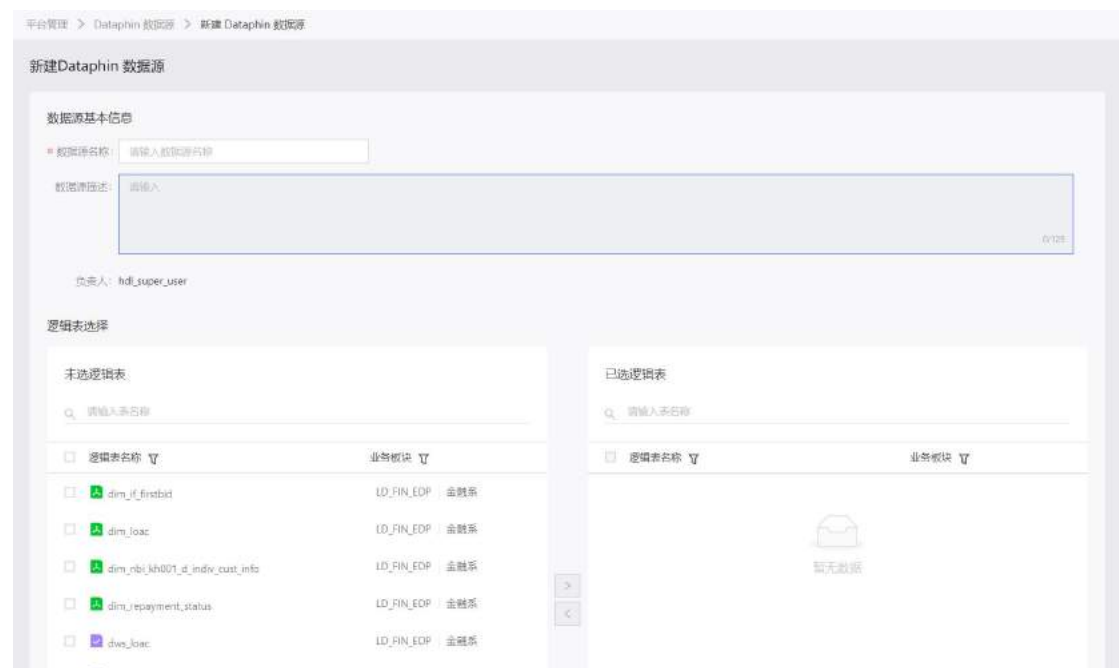 平台管理 > Dataphin 数据源 > 新建 Dataphin 数据源
新建Dataphin 数据源
数据源基本信息
* 数据源名称: 请输入数据源名称
数据源描述: 请输入
0/128
负责人: hdl_super_user
逻辑表选择
未选逻辑表
请输入表名称
逻辑表名称 业务板块
dim_if_firstbid LD_FIN_EDP 金融系
dim_loac LD_FIN_EDP 金融系
dim_nbi_kh001_d_indiv_cust_info LD_FIN_EDP 金融系
dim_repayment_status LD_FIN_EDP 金融系
dws_loac LD_FIN_EDP 金融系
>
<
已选逻辑表
请输入表名称
逻辑表名称 业务板块
暂无数据